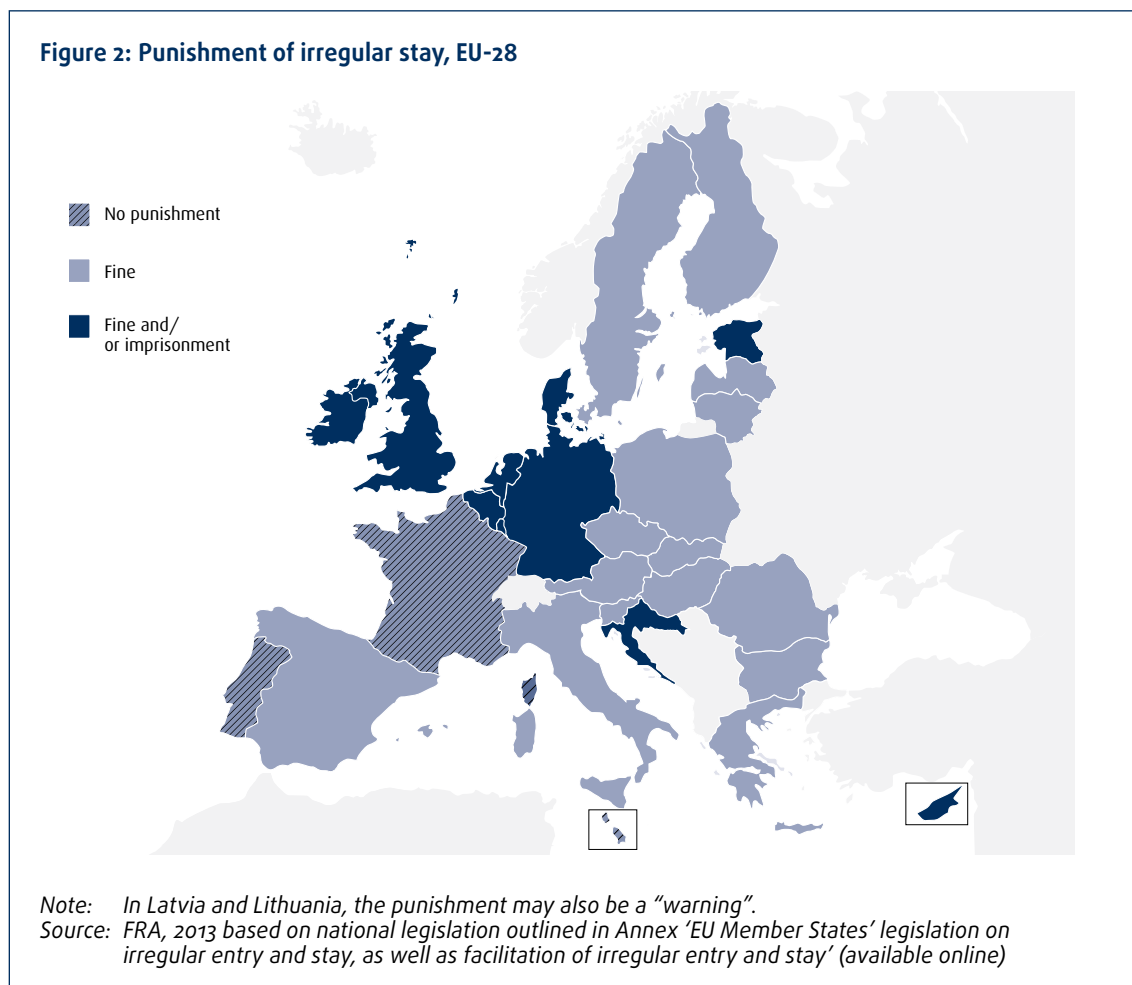 Figure 2: Punishment of irregular stay, EU-28
No punishment
Fine
Fine and/
or imprisonment
Note: In Latvia and Lithuania, the punishment may also be a “warning”.
Source: FRA, 2013 based on national legislation outlined in Annex ‘EU Member States’ legislation on
irregular entry and stay, as well as facilitation of irregular entry and stay’ (available online)